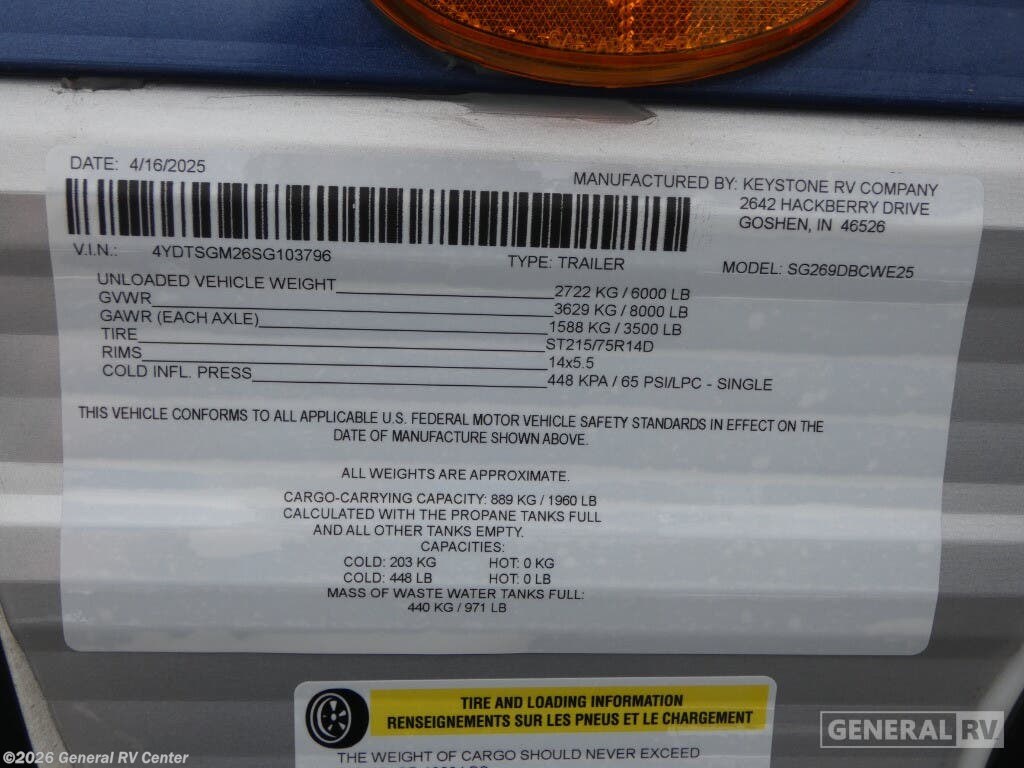 DATE: 4/16/2025
MANUFACTURED BY: KEYSTONE RV COMPANY
2642 HACKBERRY DRIVE
GOSHEN, IN 46526
V.I.N.: 4YDTSGM26SG103796
TYPE: TRAILER
MODEL: SG269DBCWE25
UNLOADED VEHICLE WEIGHT 2722 KG / 6000 LB
GVWR 3629 KG / 8000 LB
GAWR (EACH AXLE) 1588 KG / 3500 LB
TIRE ST215/75R14D
RIMS 14x5.5
COLD INFL. PRESS 448 KPA / 65 PSI/LPC - SINGLE
THIS VEHICLE CONFORMS TO ALL APPLICABLE U.S. FEDERAL MOTOR VEHICLE SAFETY STANDARDS IN EFFECT ON THE
DATE OF MANUFACTURE SHOWN ABOVE.
ALL WEIGHTS ARE APPROXIMATE.
CARGO-CARRYING CAPACITY: 889 KG / 1960 LB
CALCULATED WITH THE PROPANE TANKS FULL
AND ALL OTHER TANKS EMPTY.
CAPACITIES:
COLD: 203 KG HOT: 0 KG
COLD: 448 LB HOT: 0 LB
MASS OF WASTE WATER TANKS FULL:
440 KG / 971 LB
TIRE AND LOADING INFORMATION
RENSEIGNEMENTS SUR LES PNEUS ET LE CHARGEMENT
THE WEIGHT OF CARGO SHOULD NEVER EXCEED
GENERAL RV
©2026 General RV Center